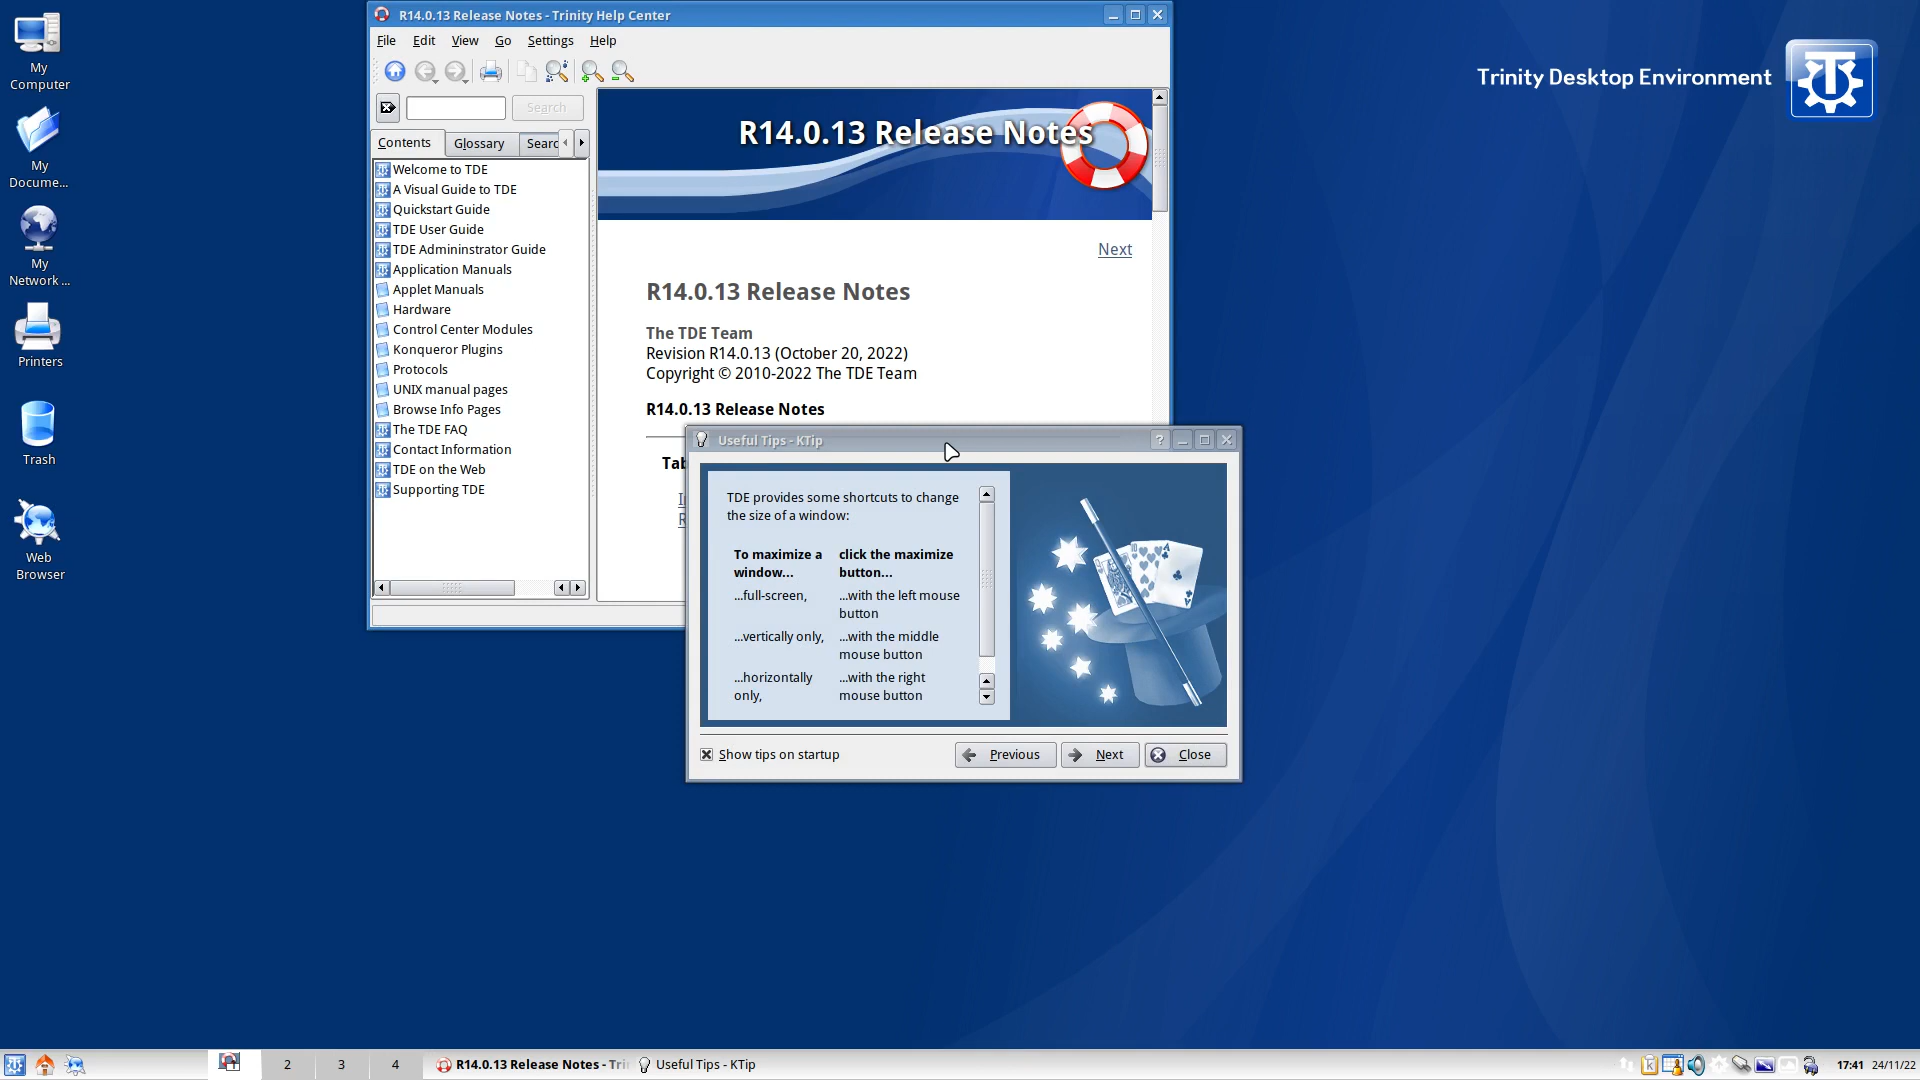 My
Computer
My
Docume...
My
Network ...
Printers
Trash
Web
Browser
R14.0.13 Release Notes - Trinity Help Center
File Edit View Go Settings Help
Search
Contents Glossary Searc
Welcome to TDE
A Visual Guide to TDE
Quickstart Guide
TDE User Guide
TDE Admininstrator Guide
Application Manuals
Applet Manuals
Hardware
Control Center Modules
Konqueror Plugins
Protocols
UNIX manual pages
Browse Info Pages
The TDE FAQ
Contact Information
TDE on the Web
Supporting TDE
R14.0.13 Release Notes
Next
R14.0.13 Release Notes
The TDE Team
Revision R14.0.13 (October 20, 2022)
Copyright © 2010-2022 The TDE Team
R14.0.13 Release Notes
Tab
Useful Tips - KTip
TDE provides some shortcuts to change
the size of a window:
To maximize a click the maximize
window... button...
...full-screen, ...with the left mouse
button
...vertically only, ...with the middle
mouse button
...horizontally ...with the right
only, mouse button
Show tips on startup
Previous Next Close
Trinity Desktop Environment
2 3 4
R14.0.13 Release Notes - Tri
Useful Tips - KTip
17:41 24/11/22